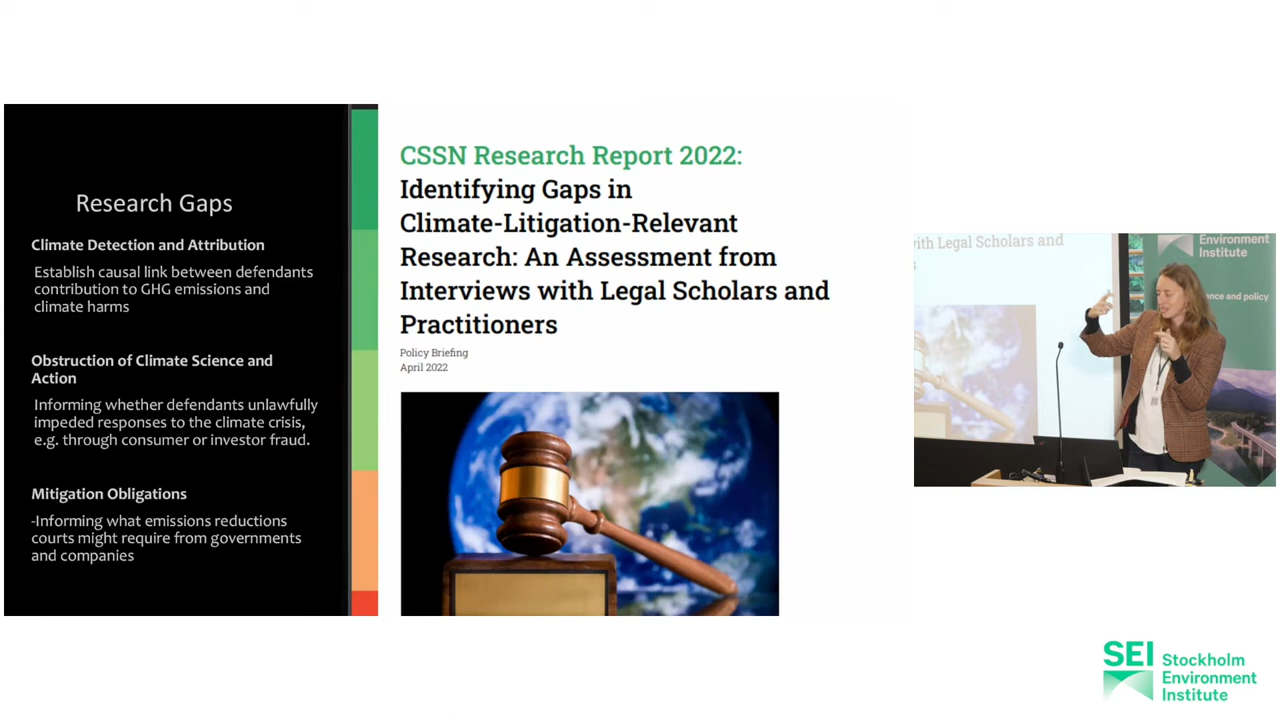 Research Gaps
Climate Detection and Attribution
Establish causal link between defendants
contribution to GHG emissions and
climate harms
Obstruction of Climate Science and
Action
Informing whether defendants unlawfully
impeded responses to the climate crisis,
e.g. through consumer or investor fraud.
Mitigation Obligations
-Informing what emissions reductions
courts might require from governments
and companies
CSSN Research Report 2022:
Identifying Gaps in
Climate-Litigation-Relevant
Research: An Assessment from
Interviews with Legal Scholars and
Practitioners
Policy Briefing
April 2022
with Legal Scholars and
Environment
Institute
and policy
SEI Stockholm
Environment
Institute